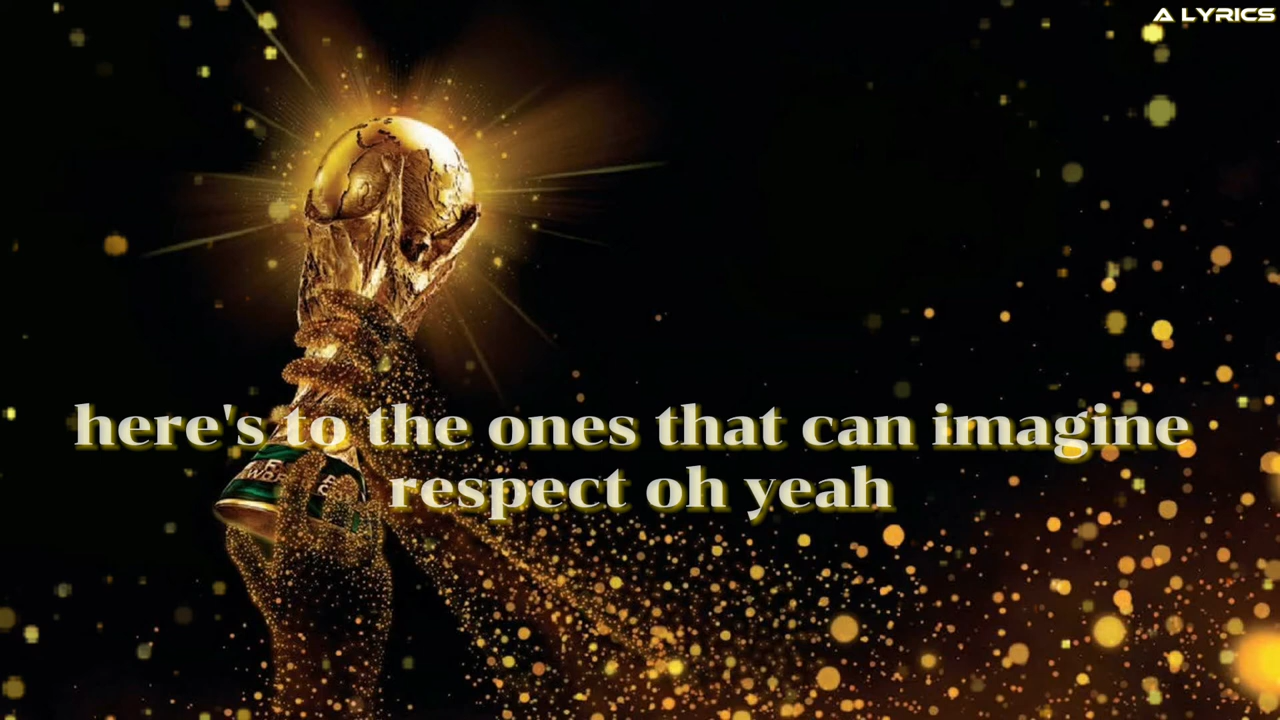 A LYRICS
here's to the ones that can imagine
respect oh yeah